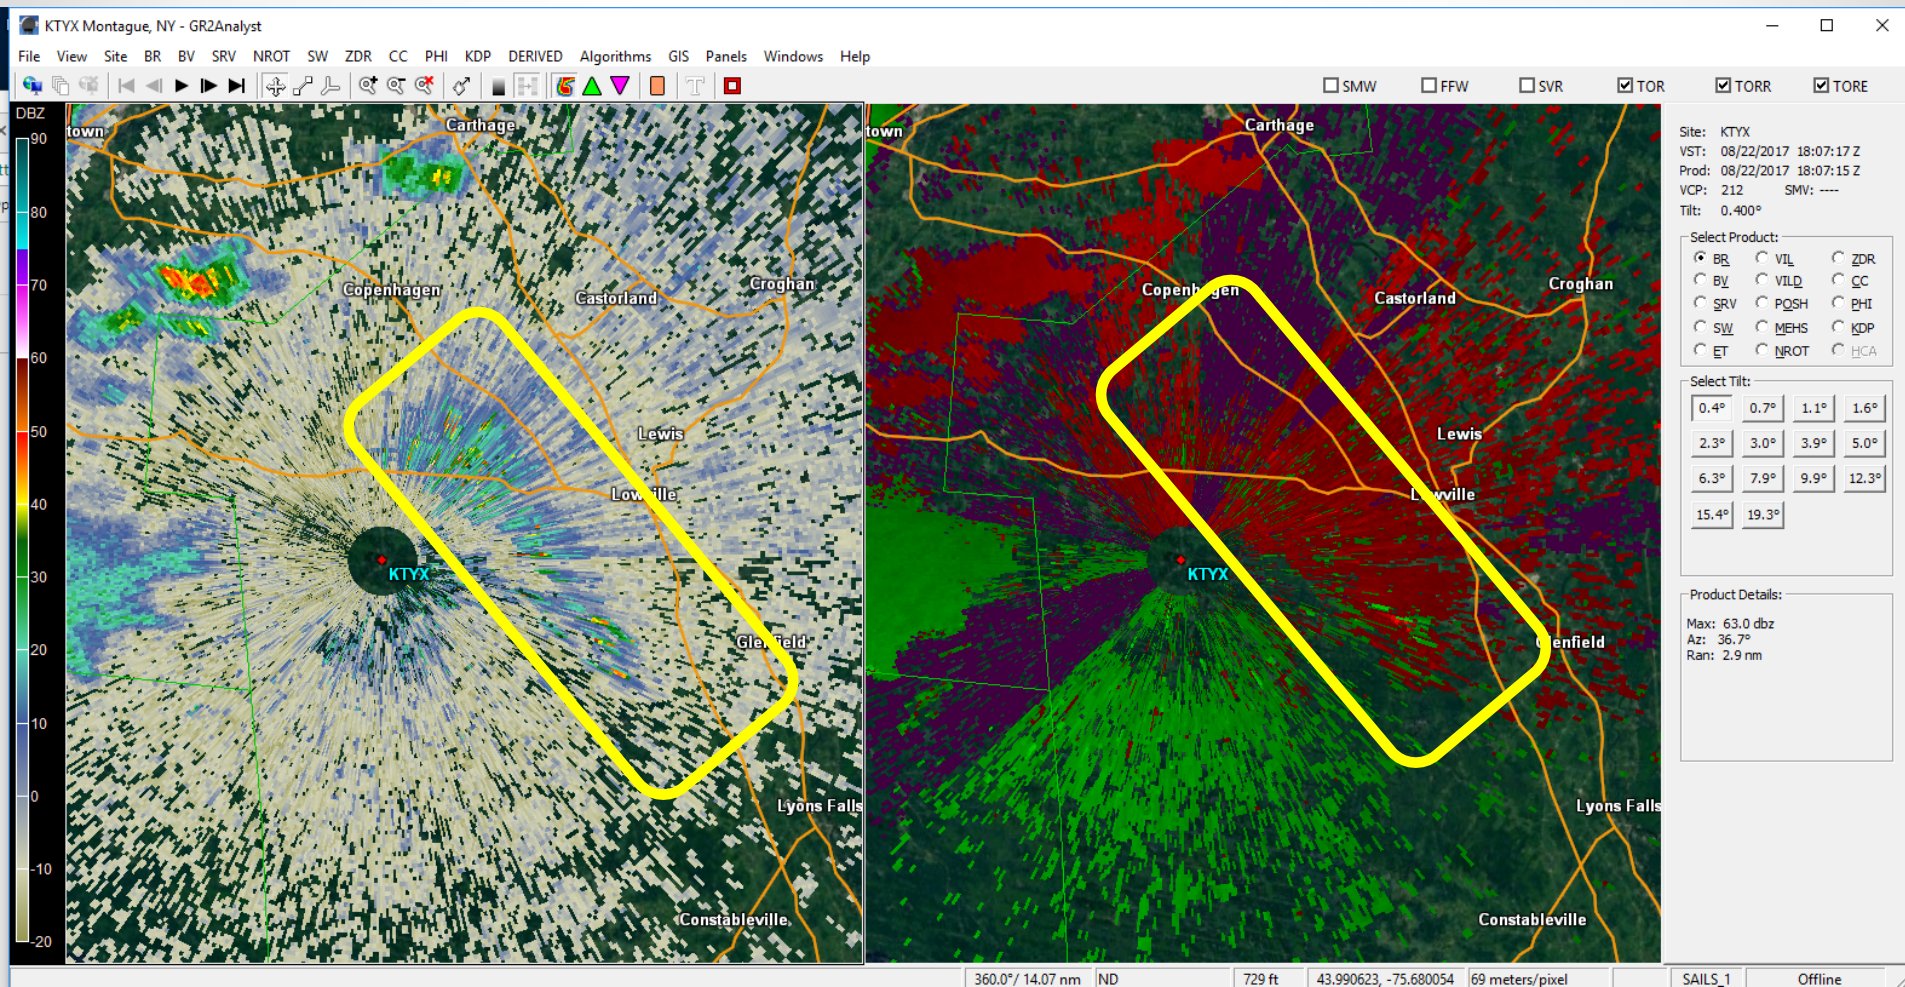 KTYX Montague, NY - GR2Analyst
File View Site BR BV SRV NROT SW ZDR CC PHI KDP DERIVED Algorithms GIS Panels Windows Help
SMW FFW SVR TOR TORR TORE
DBZ
90
80
70
60
50
40
30
20
10
0
-10
-20
town
Carthage
Copenhagen
Castorland
Croghan
Lewis
Lowville
KTYX
Glenfield
Lyons Falls
Constableville
town
Carthage
Copenhagen
Castorland
Croghan
Lewis
Lowville
KTYX
Glenfield
Lyons Falls
Constableville
Site: KTYX
VST: 08/22/2017 18:07:17 Z
Prod: 08/22/2017 18:07:15 Z
VCP: 212 SMV: ----
Tilt: 0.400°
Select Product:
BR VIL ZDR
BV VILD CC
SRV POSH PHI
SW MEHS KDP
ET NROT HCA
Select Tilt:
0.4° 0.7° 1.1° 1.6°
2.3° 3.0° 3.9° 5.0°
6.3° 7.9° 9.9° 12.3°
15.4° 19.3°
Product Details:
Max: 63.0 dbz
Az: 36.7°
Ran: 2.9 nm
360.0°/ 14.07 nm ND 729 ft 43.990623, -75.680054 69 meters/pixel SAILS_1 Offline